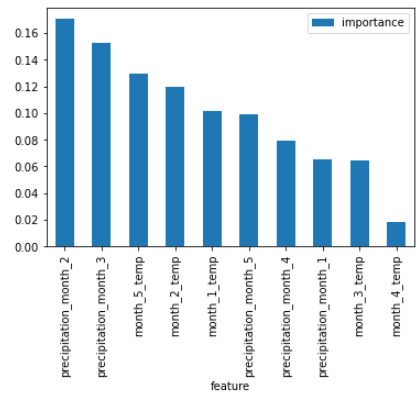 importance
0.16
0.14
0.12
0.10
0.08
0.06
0.04
0.02
0.00
precipitation_month_2
precipitation_month_3
month_5_temp
month_2_temp
month_1_temp
precipitation_month_5
precipitation_month_4
precipitation_month_1
month_3_temp
month_4_temp
feature